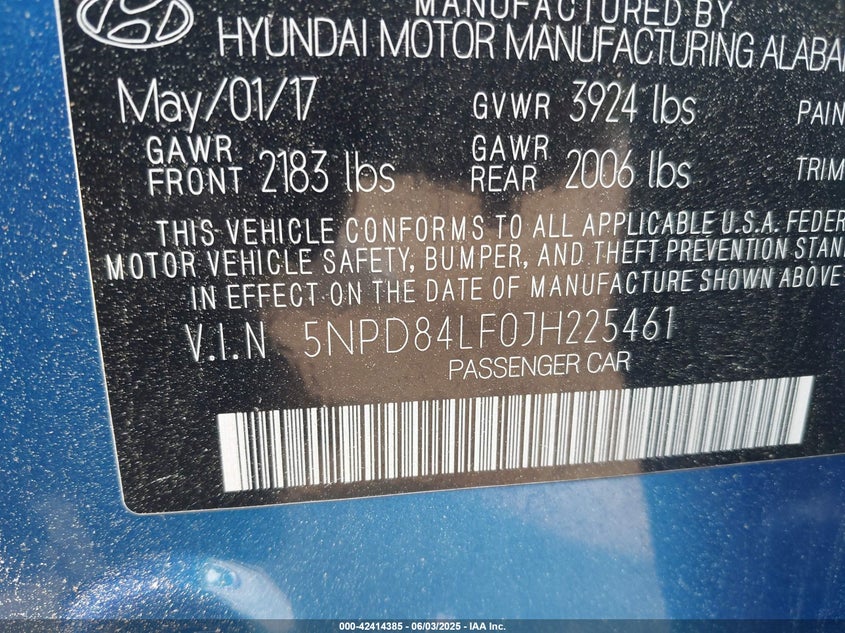 MANUFACTURED BY
HYUNDAI MOTOR MANUFACTURING ALABA
May/01/17 GVWR 3924 lbs PAIN
GAWR FRONT 2183 lbs GAWR REAR 2006 lbs TRIM
THIS VEHICLE CONFORMS TO ALL APPLICABLE U.S.A. FEDER
MOTOR VEHICLE SAFETY, BUMPER, AND THEFT PREVENTION STAN
IN EFFECT ON THE DATE OF MANUFACTURE SHOWN ABOVE
V.I.N 5NPD84LF0JH225461
PASSENGER CAR
000-42414385 - 06/03/2025 - IAA Inc.